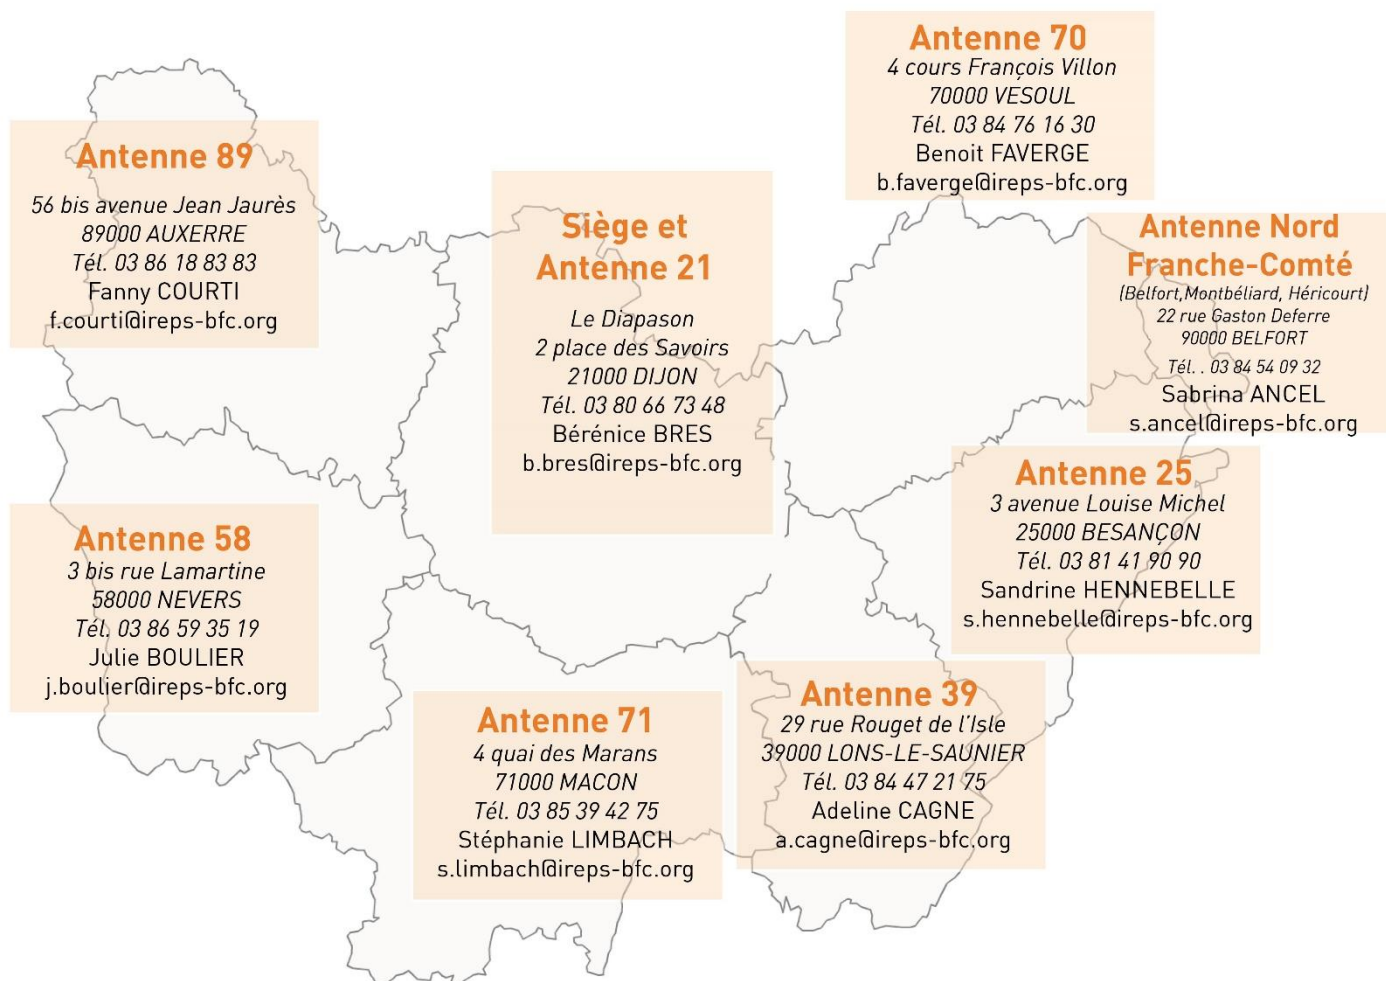 Antenne 70
4 cours François Villon
70000 VESOUL
Tél. 03 84 76 16 30
Benoit FAVERGE
b.faverge@ireps-bfc.org
Antenne 89
56 bis avenue Jean Jaurès
89000 AUXERRE
Tél. 03 86 18 83 83
Fanny COURTI
f.courti@ireps-bfc.org
Siège et
Antenne 21
Le Diapason
2 place des Savoirs
21000 DIJON
Tél. 03 80 66 73 48
Bérénice BRES
b.bres@ireps-bfc.org
Antenne Nord
Franche-Comté
(Belfort,Montbéliard, Héricourt)
22 rue Gaston Deferre
90000 BELFORT
Tél. . 03 84 54 09 32
Sabrina ANCEL
s.ancel@ireps-bfc.org
Antenne 25
3 avenue Louise Michel
25000 BESANÇON
Tél. 03 81 41 90 90
Sandrine HENNEBELLE
s.hennebelle@ireps-bfc.org
Antenne 58
3 bis rue Lamartine
58000 NEVERS
Tél. 03 86 59 35 19
Julie BOULIER
j.boulier@ireps-bfc.org
Antenne 71
4 quai des Marans
71000 MACON
Tél. 03 85 39 42 75
Stéphanie LIMBACH
s.limbach@ireps-bfc.org
Antenne 39
29 rue Rouget de l'Isle
39000 LONS-LE-SAUNIER
Tél. 03 84 47 21 75
Adeline CAGNE
a.cagne@ireps-bfc.org